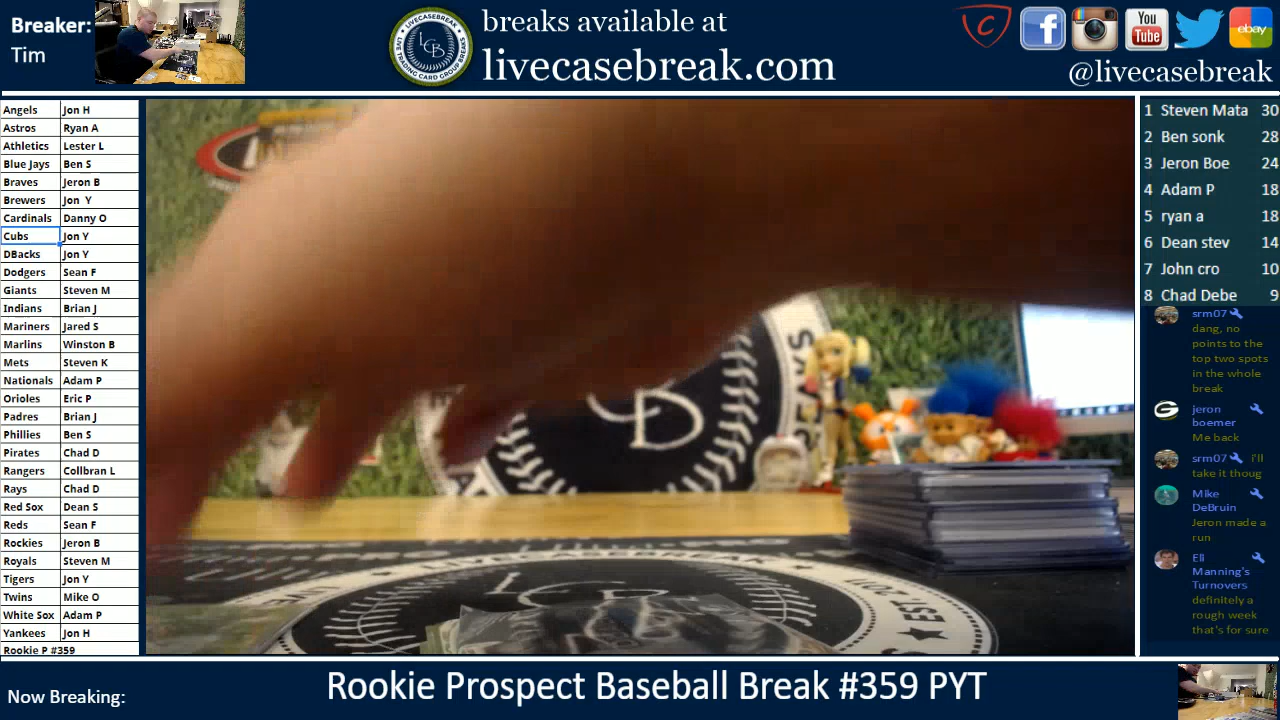 Breaker:
Tim
breaks available at
livecasebreak.com
LCB
You
Tube
ebay
@livecasebreak
Angels Jon H
Astros Ryan A
Athletics Lester L
Blue Jays Ben S
Braves Jeron B
Brewers Jon Y
Cardinals Danny O
Cubs Jon Y
DBacks Jon Y
Dodgers Sean F
Giants Steven M
Indians Brian J
Mariners Jared S
Marlins Winston B
Mets Steven K
Nationals Adam P
Orioles Eric P
Padres Brian J
Phillies Ben S
Pirates Chad D
Rangers Collbran L
Rays Chad D
Red Sox Dean S
Reds Sean F
Rockies Jeron B
Royals Steven M
Tigers Jon Y
Twins Mike O
White Sox Adam P
Yankees Jon H
Rookie P #359
1 Steven Mata 30
2 Ben sonk 28
3 Jeron Boe 24
4 Adam P 18
5 ryan a 18
6 Dean stev 14
7 John cro 10
8 Chad Debe 9
srm07
dang, no
points to the
top two spots
in the whole
break
jeron
boemer
Me back
srm07 i'll
take it thoug
Mike
DeBruin
Jeron made a
run
Eli
Manning's
Turnovers
definitely a
rough week
that's for sure
Now Breaking:
Rookie Prospect Baseball Break #359 PYT